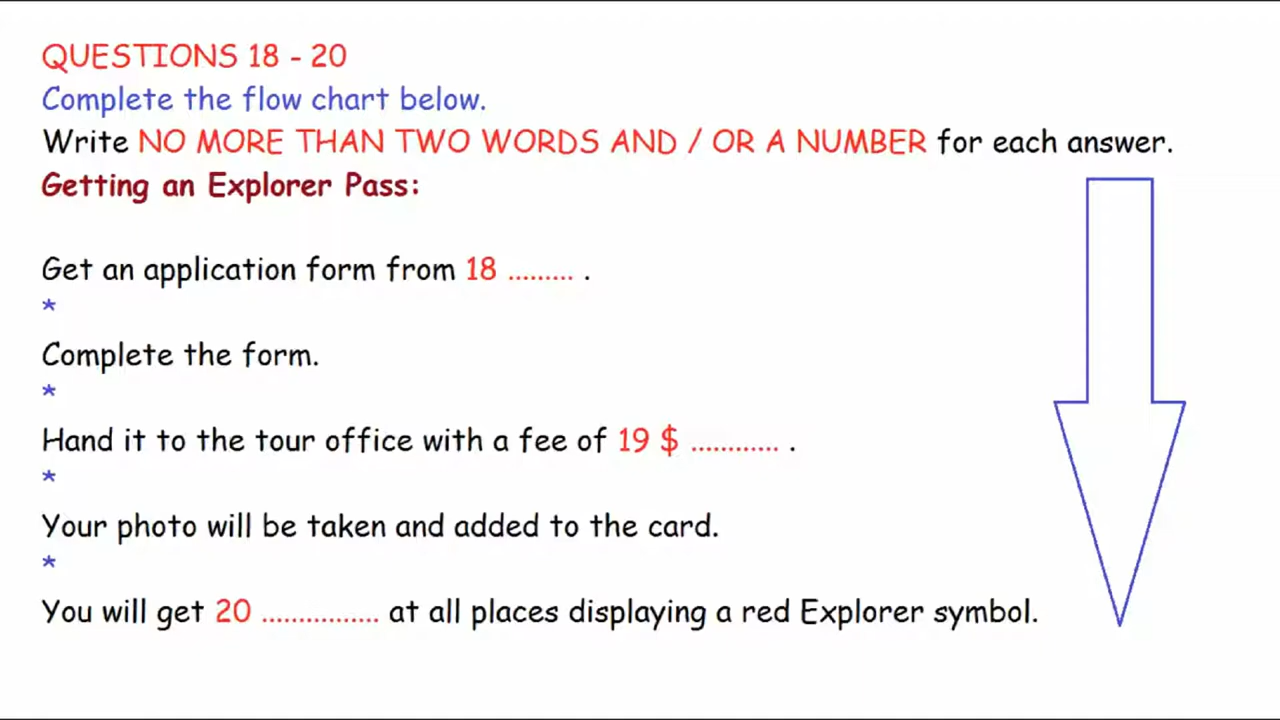 QUESTIONS 18 - 20
Complete the flow chart below.
Write NO MORE THAN TWO WORDS AND / OR A NUMBER for each answer.
Getting an Explorer Pass:
Get an application form from 18 ......... .
*
Complete the form.
*
Hand it to the tour office with a fee of 19 $ ............ .
*
Your photo will be taken and added to the card.
*
You will get 20 ................ at all places displaying a red Explorer symbol.